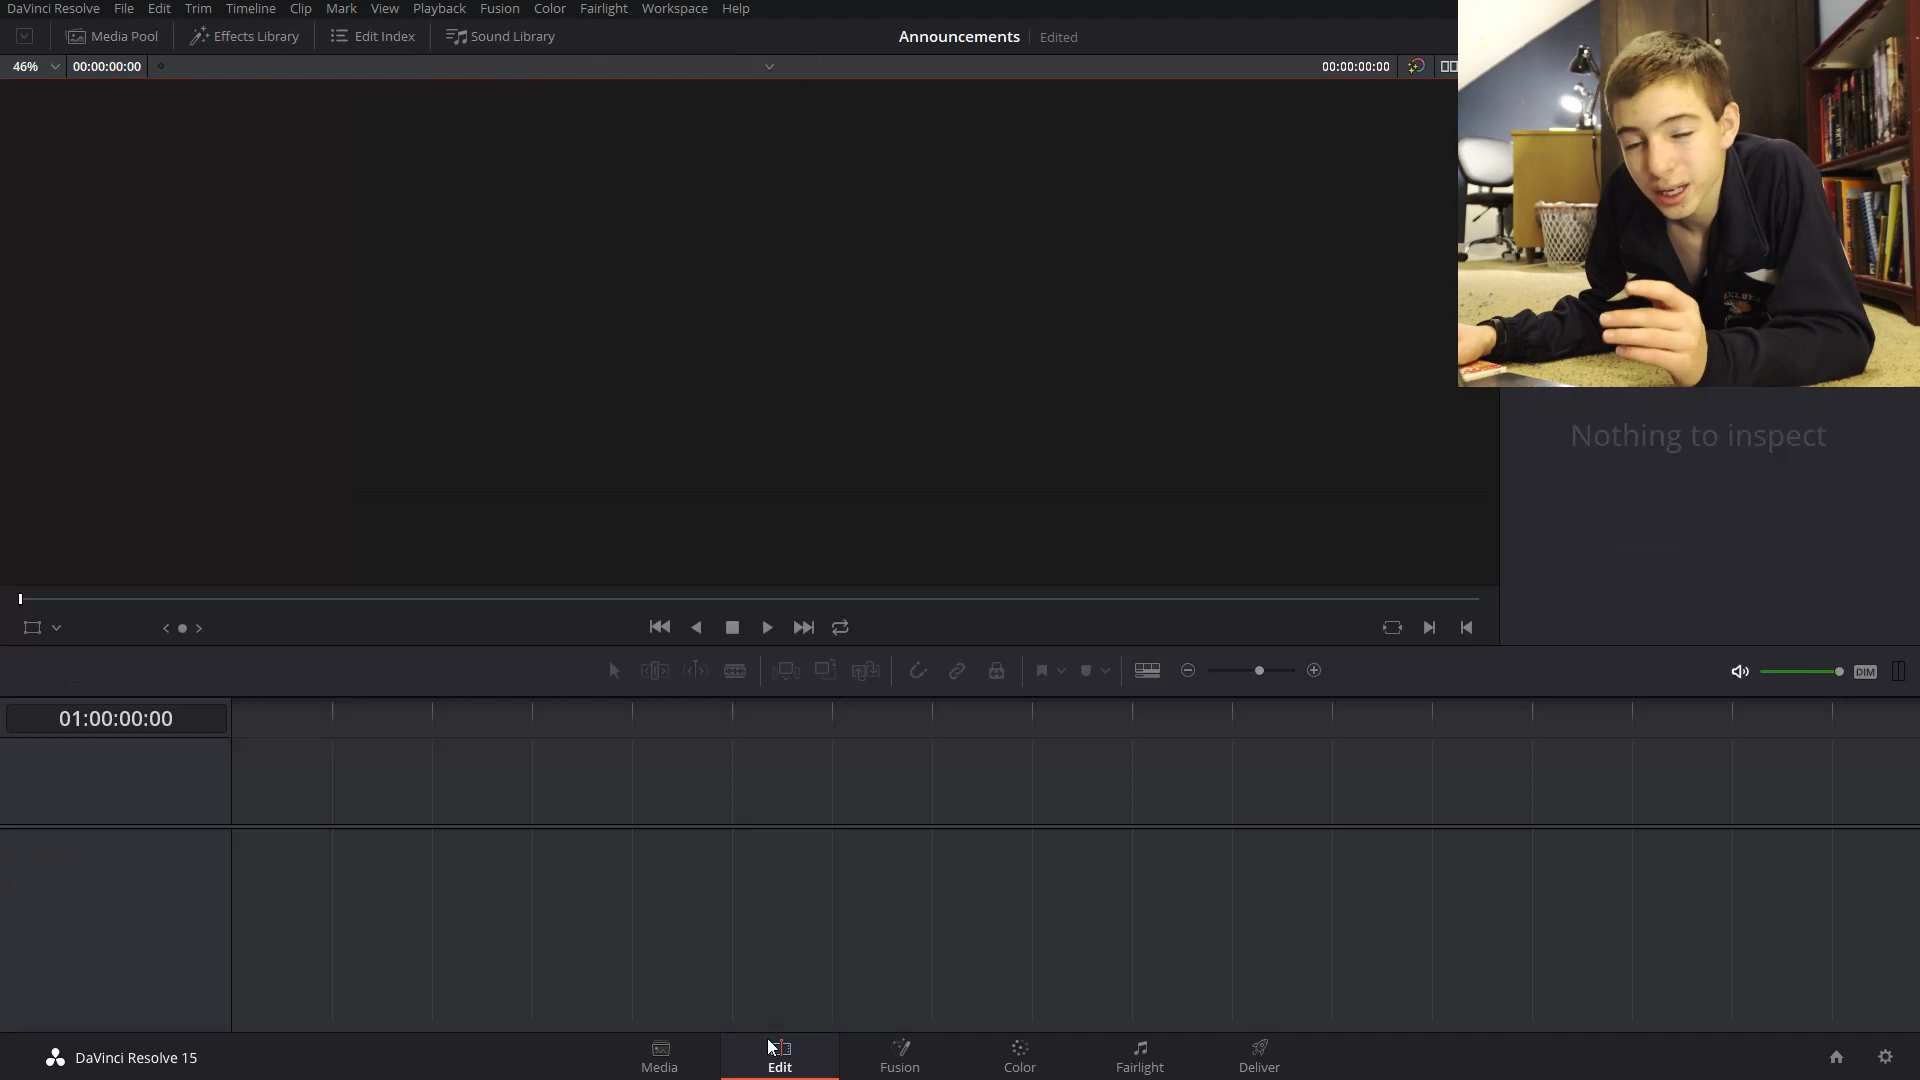 DaVinci Resolve File Edit Trim Timeline Clip Mark View Playback Fusion Color Fairlight Workspace Help
Media Pool Effects Library Edit Index Sound Library Announcements Edited
46% 00:00:00:00 00:00:00:00
Nothing to inspect
DIM
01:00:00:00
DaVinci Resolve 15 Media Edit Fusion Color Fairlight Deliver